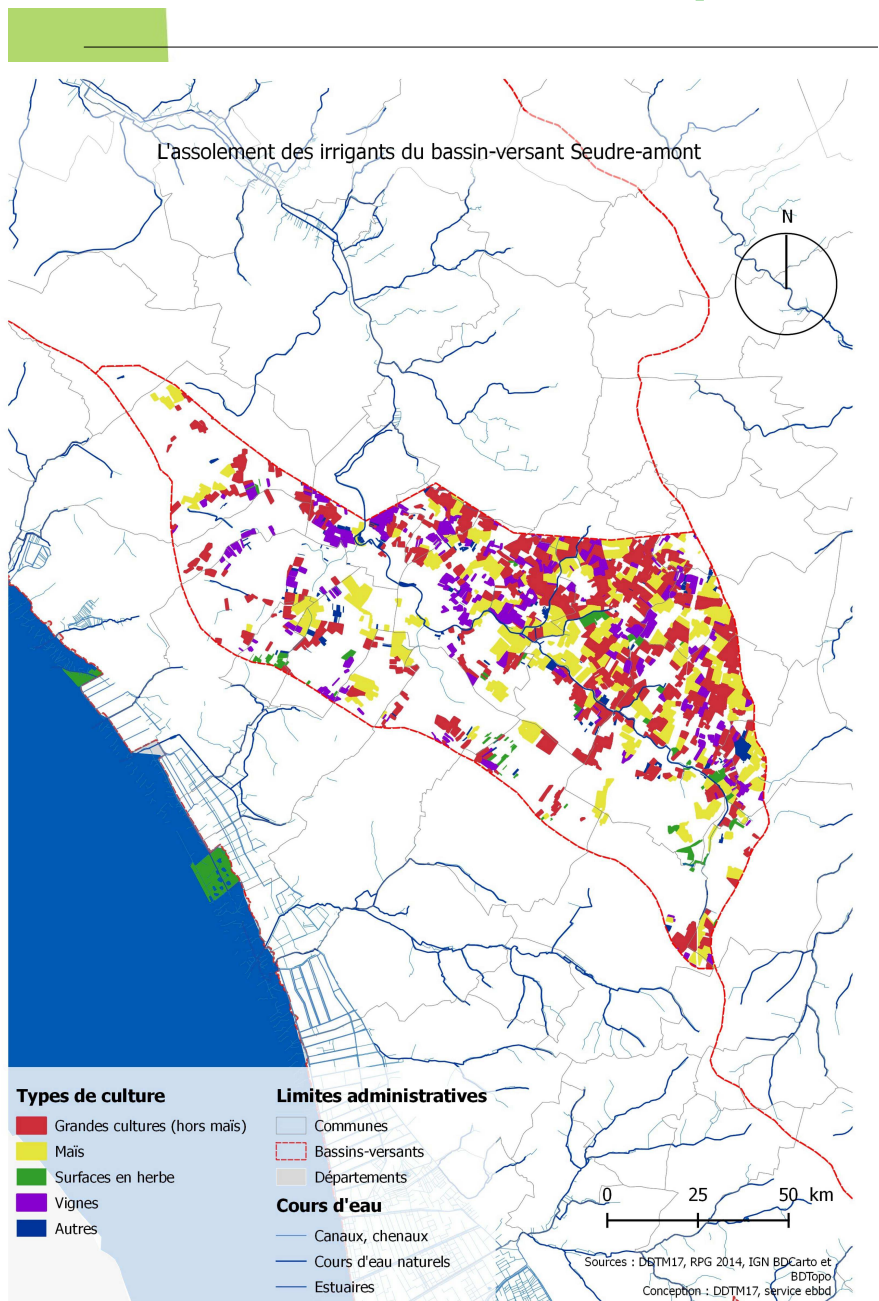 L'assolement des irrigants du bassin-versant Seudre-amont
N
Types de culture
Grandes cultures (hors maïs)
Maïs
Surfaces en herbe
Vignes
Autres
Limites administratives
Communes
Bassins-versants
Départements
Cours d'eau
Canaux, chenaux
Cours d'eau naturels
Estuaires
0 25 50 km
Sources : DDTM17, RPG 2014, IGN BDCarto et
BDTopo
Conception : DDTM17, service ebbd